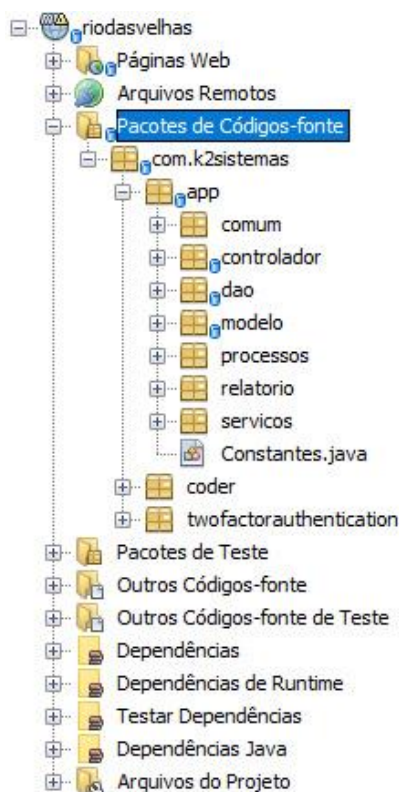 riodasvelhas
Páginas Web
Arquivos Remotos
Pacotes de Códigos-fonte
com.k2sistemas
app
comum
controlador
dao
modelo
processos
relatorio
servicos
Constantes.java
coder
twofactorauthentication
Pacotes de Teste
Outros Códigos-fonte
Outros Códigos-fonte de Teste
Dependências
Dependências de Runtime
Testar Dependências
Dependências Java
Arquivos do Projeto